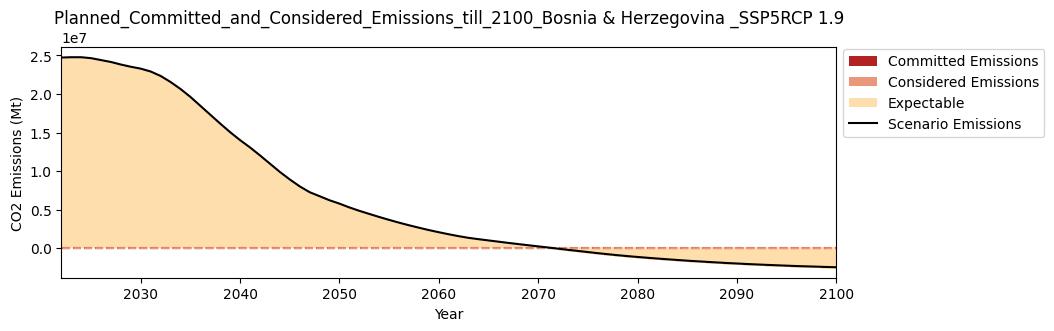 Planned_Committed_and_Considered_Emissions_till_2100_Bosnia & Herzegovina _SSP5RCP 1.9
1e7
2.5
2.0
1.5
1.0
0.5
0.0
CO2 Emissions (Mt)
2030 2040 2050 2060 2070 2080 2090 2100
Year
Committed Emissions
Considered Emissions
Expectable
Scenario Emissions